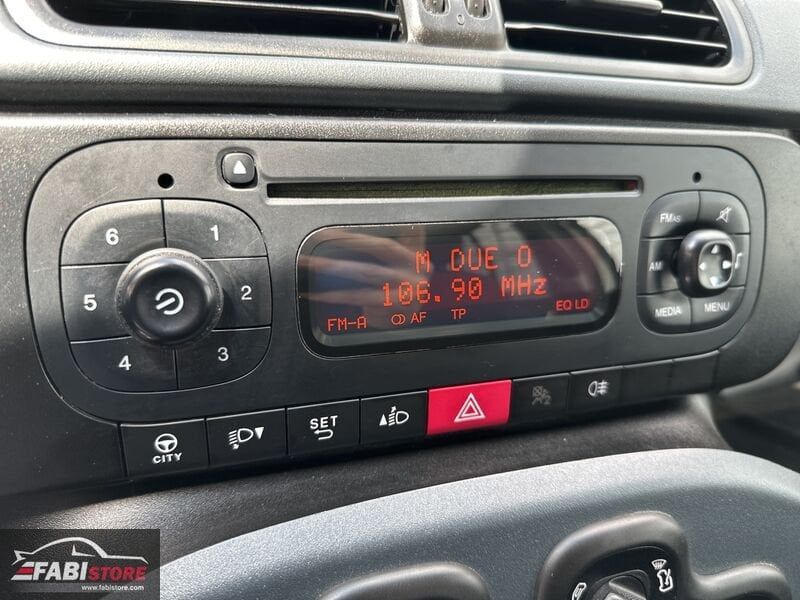 6 1
5 2
4 3
M DUE O
106.90 MHz
FM-A AF TP EQ LD
FMAS
AM
MEDIA MENU
CITY
SET
FABISTORE
www.fabistore.com